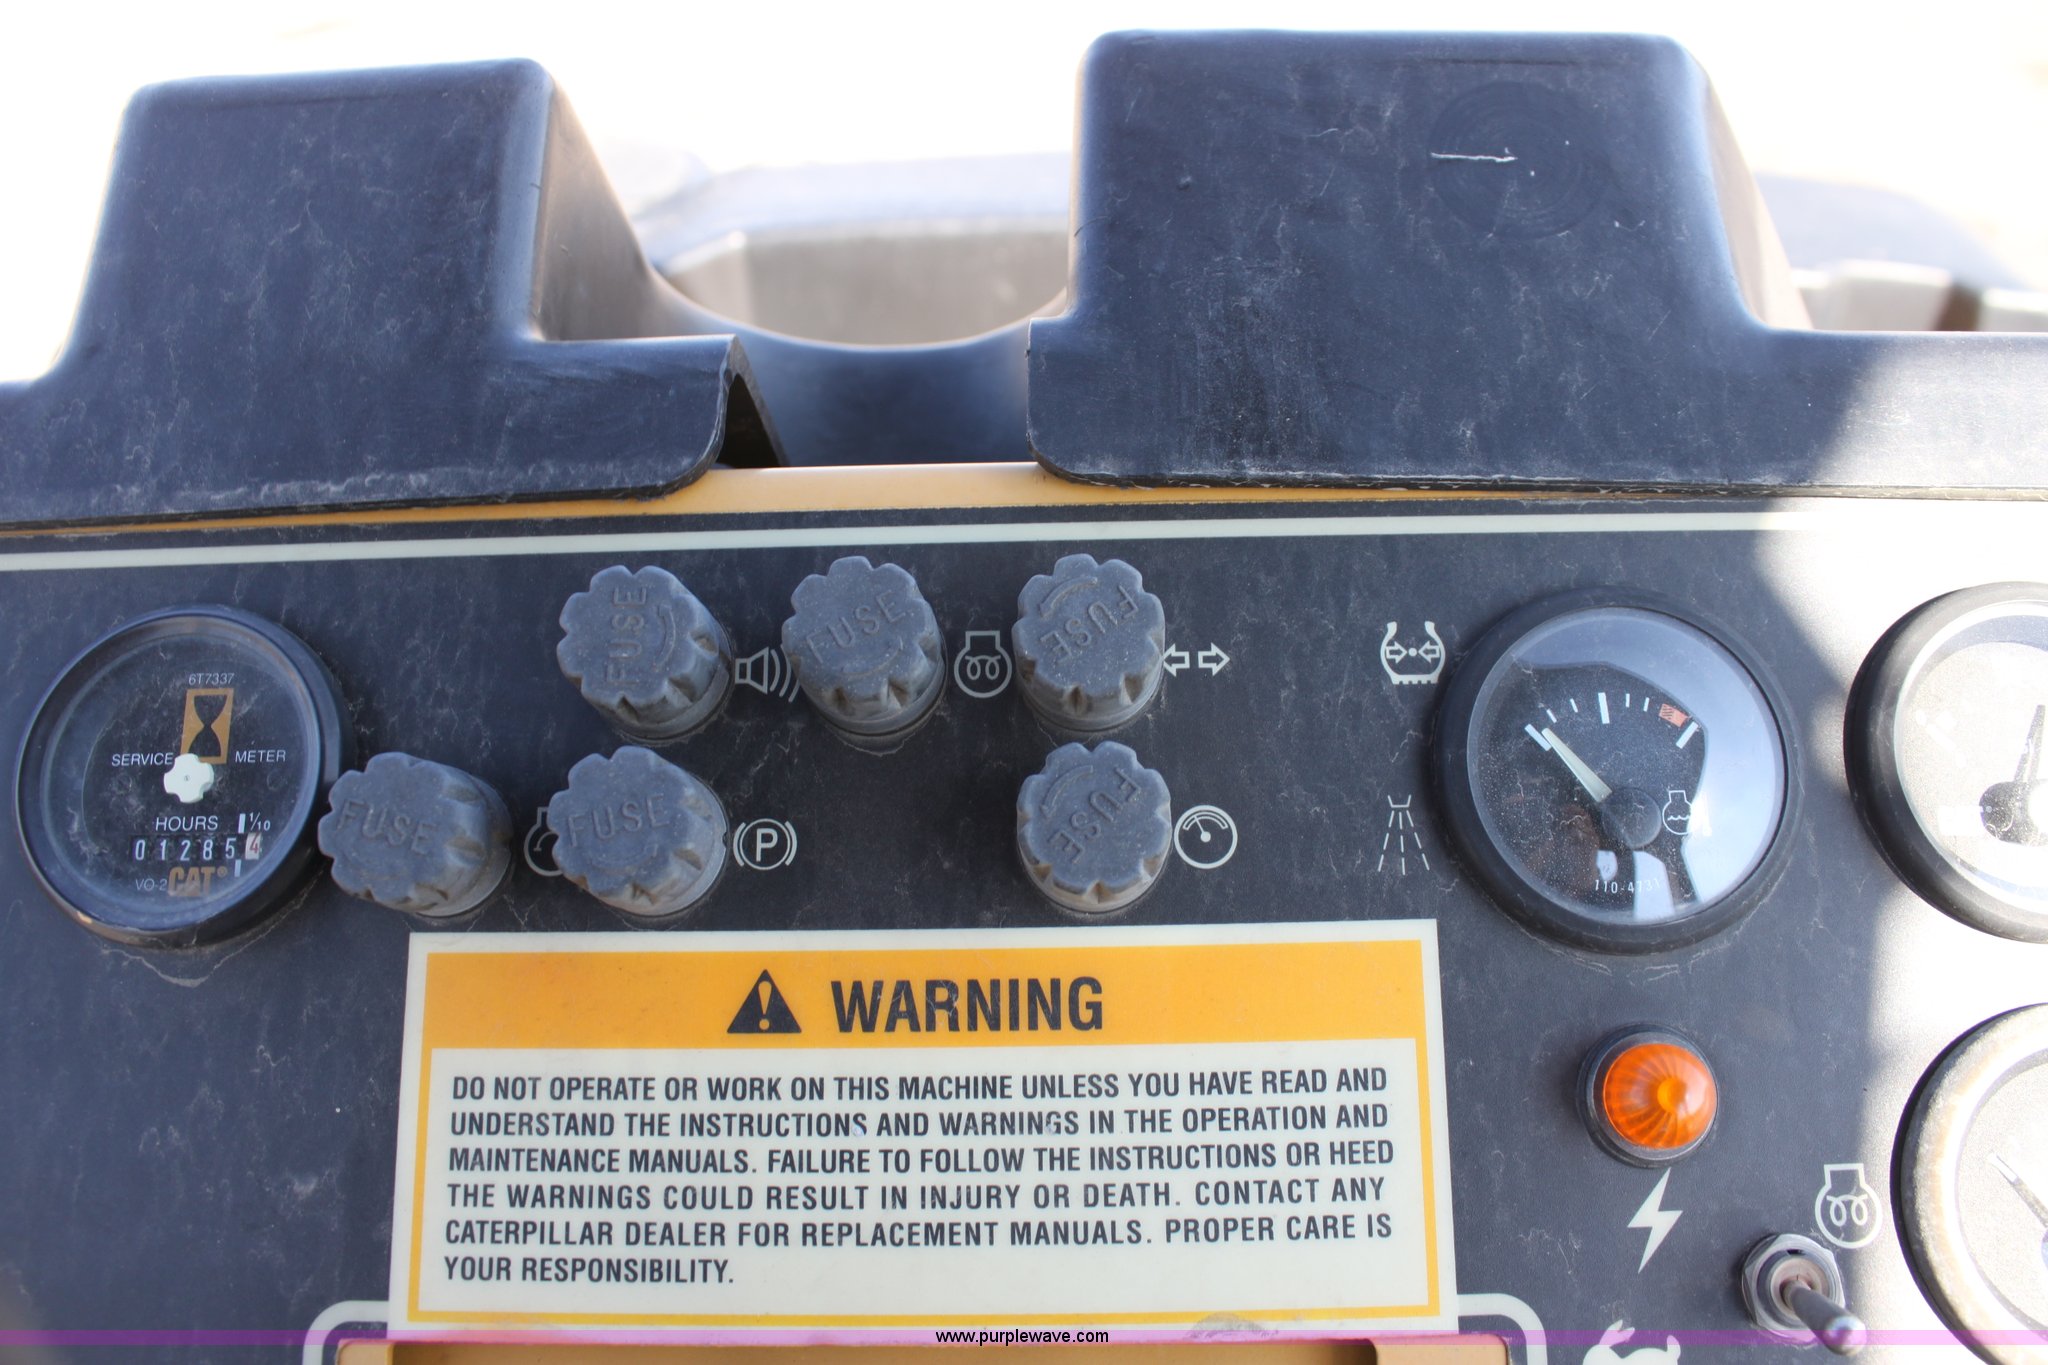 FUSE
FUSE
FUSE
6T7337
SERVICE METER
HOURS 1/10
012854
VO-2
CAT
FUSE
FUSE
P
FUSE
110-4731
WARNING
DO NOT OPERATE OR WORK ON THIS MACHINE UNLESS YOU HAVE READ AND
UNDERSTAND THE INSTRUCTIONS AND WARNINGS IN THE OPERATION AND
MAINTENANCE MANUALS. FAILURE TO FOLLOW THE INSTRUCTIONS OR HEED
THE WARNINGS COULD RESULT IN INJURY OR DEATH. CONTACT ANY
CATERPILLAR DEALER FOR REPLACEMENT MANUALS. PROPER CARE IS
YOUR RESPONSIBILITY.
www.purplewave.com